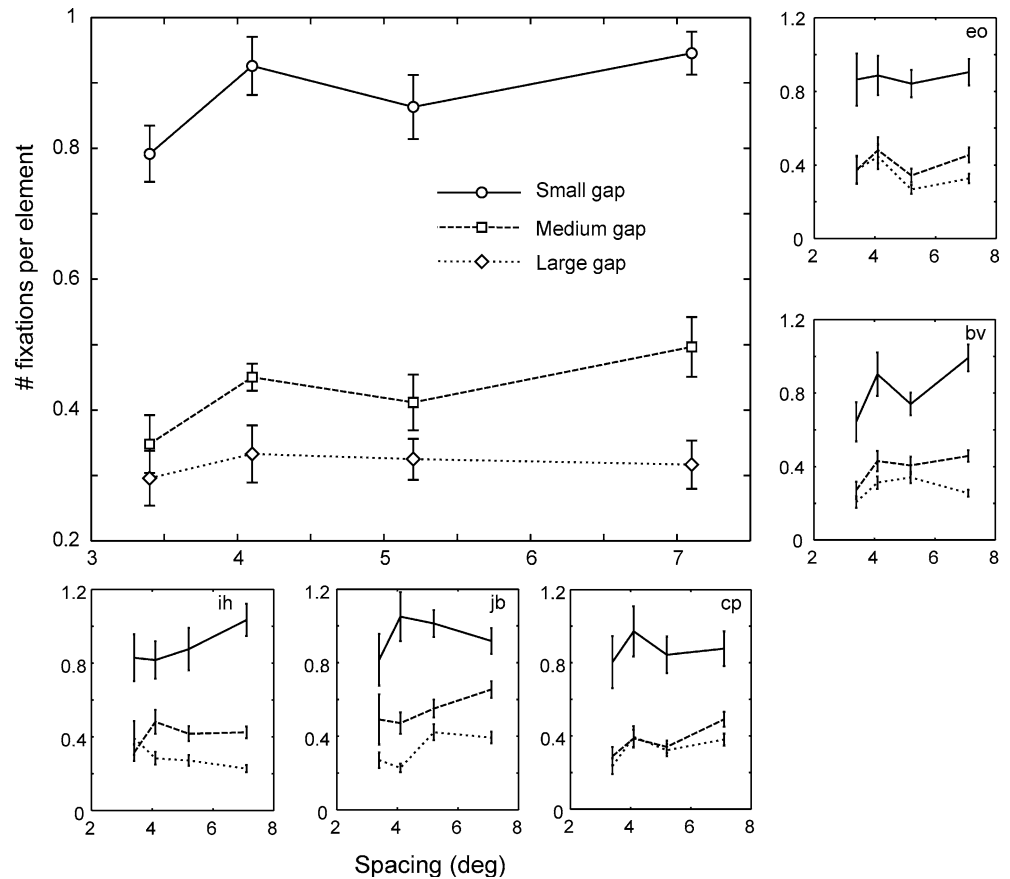 # fixations per element
1
0.8
0.6
0.4
0.2
3 4 5 6 7
Small gap
Medium gap
Large gap
eo
1.2
0.8
0.4
0
2 4 6 8
bv
1.2
0.8
0.4
0
2 4 6 8
ih
1.2
0.8
0.4
0
2 4 6 8
jb
1.2
0.8
0.4
0
2 4 6 8
cp
1.2
0.8
0.4
0
2 4 6 8
Spacing (deg)